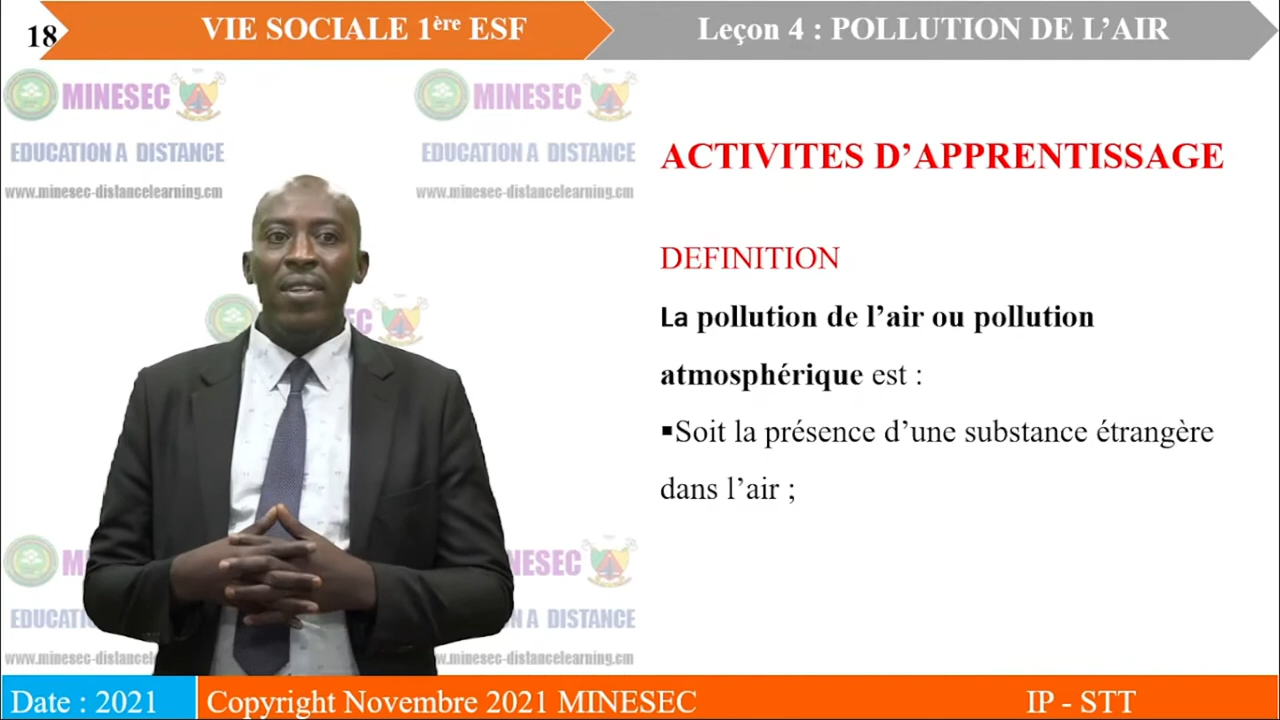 18
VIE SOCIALE 1ère ESF
Leçon 4 : POLLUTION DE L’AIR
MINESEC
EDUCATION A DISTANCE
www.minesec-distancelearning.cm
MINESEC
EDUCATION A DISTANCE
www.minesec-distancelearning.cm
ACTIVITES D’APPRENTISSAGE
DEFINITION
La pollution de l’air ou pollution
atmosphérique est :
▪Soit la présence d’une substance étrangère
dans l’air ;
Date : 2021
Copyright Novembre 2021 MINESEC
IP - STT